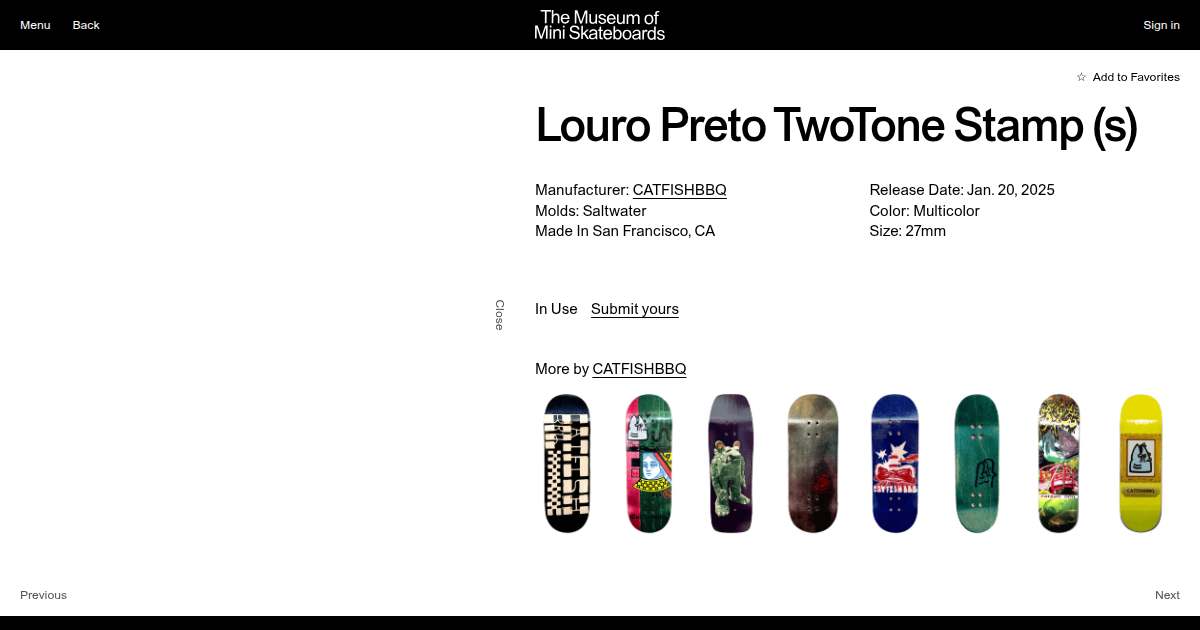 Menu
Back
The Museum of
Mini Skateboards
Sign in
☆ Add to Favorites
Louro Preto TwoTone Stamp (s)
Manufacturer: CATFISHBBQ
Molds: Saltwater
Made In San Francisco, CA
Release Date: Jan. 20, 2025
Color: Multicolor
Size: 27mm
Close
In Use
Submit yours
More by CATFISHBBQ
CATFISHBBQ
Previous
Next